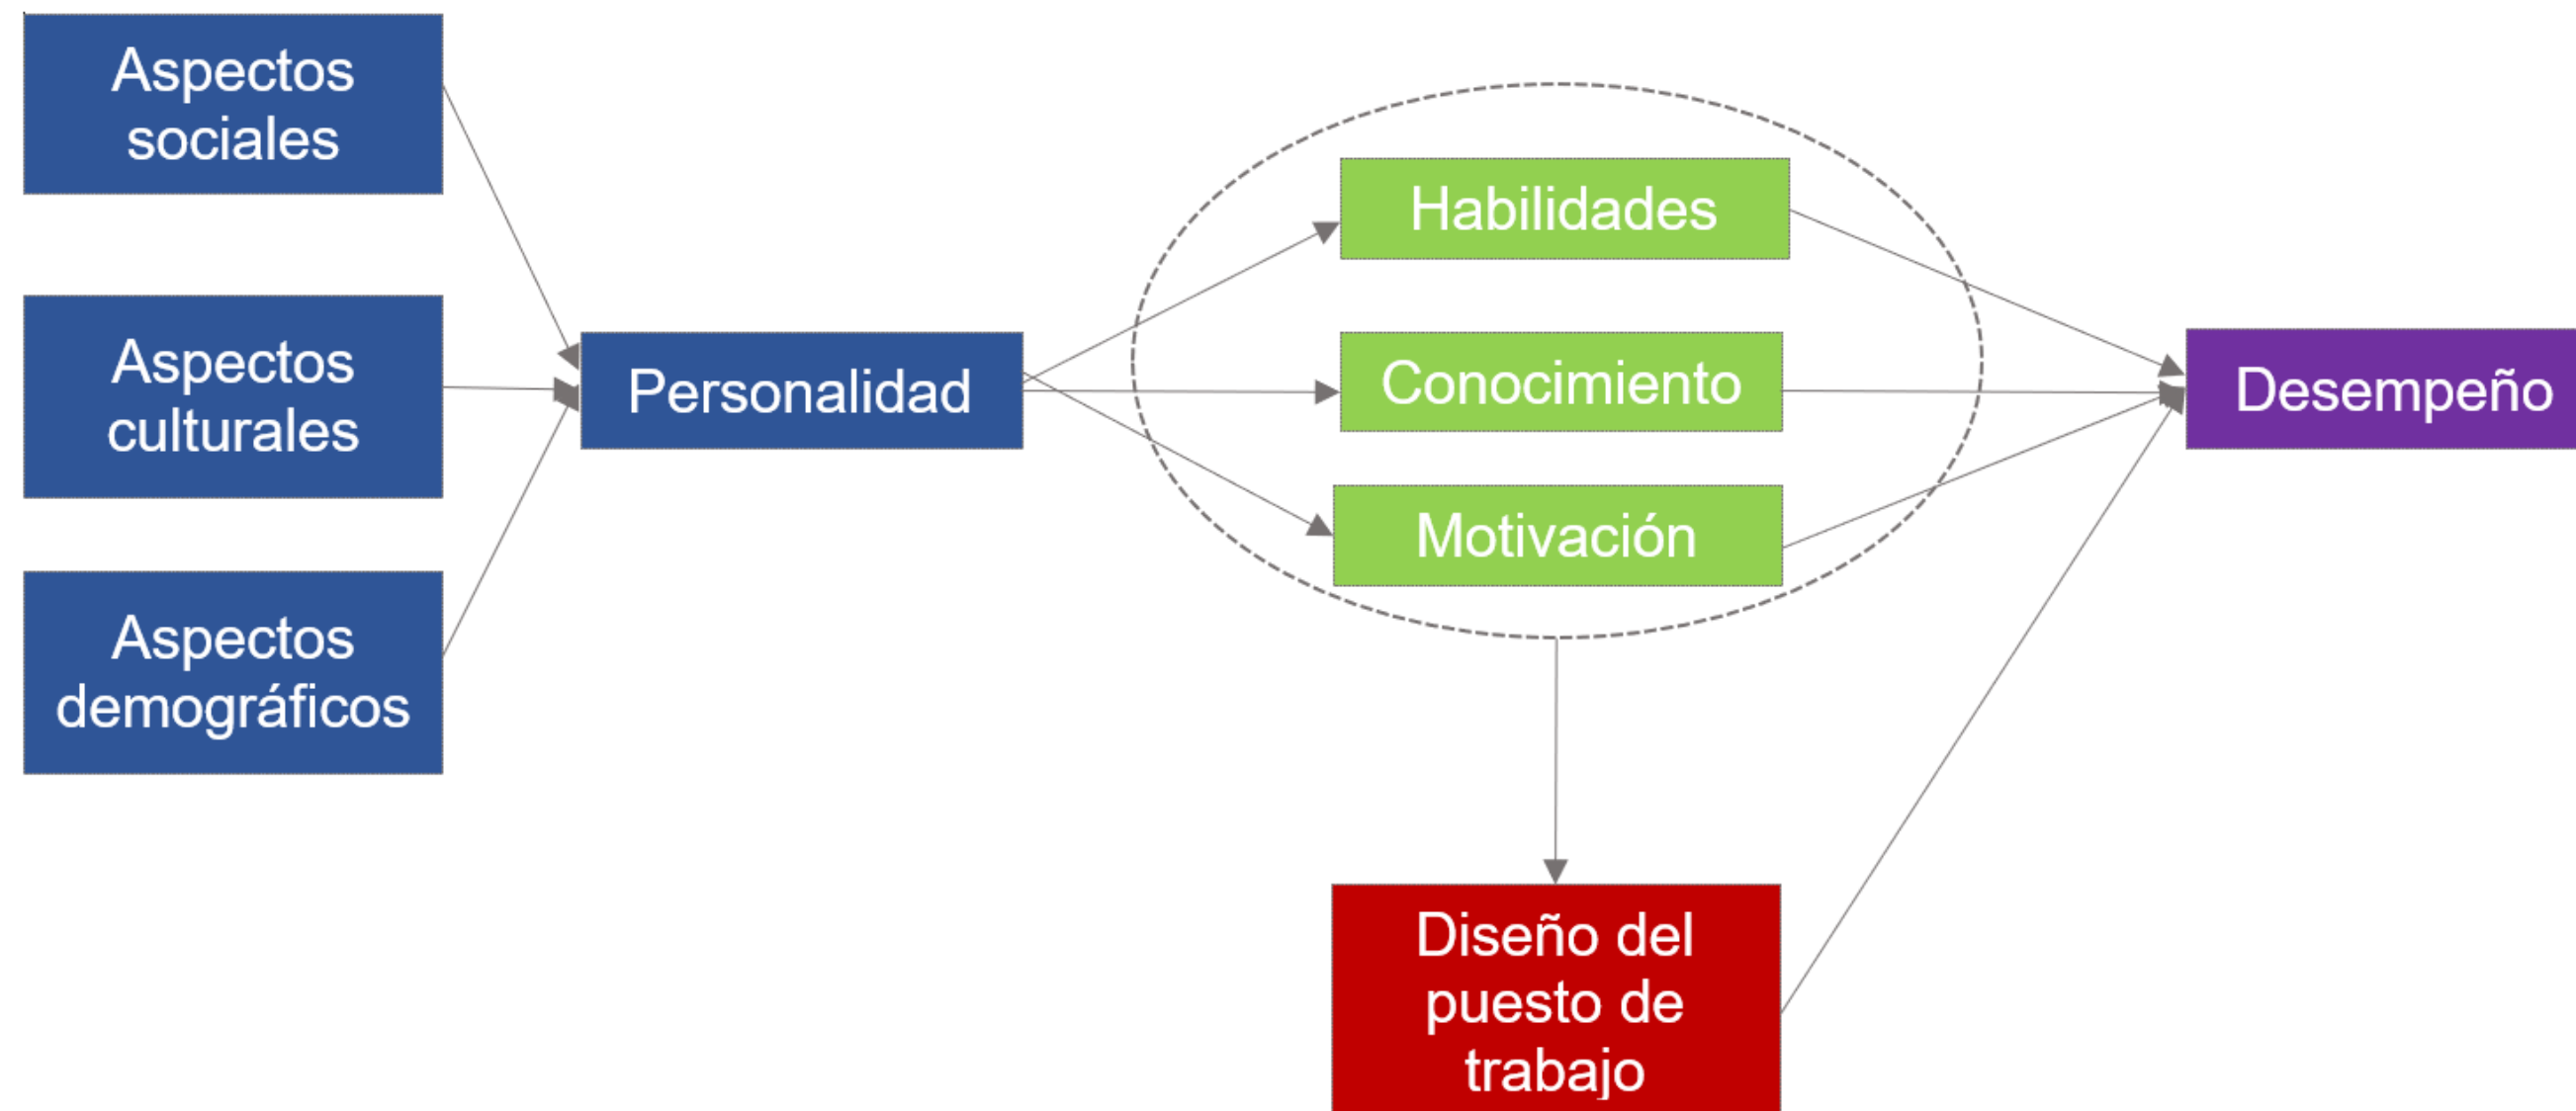 Aspectos
sociales
Aspectos
culturales
Aspectos
demográficos
Personalidad
Habilidades
Conocimiento
Motivación
Desempeño
Diseño del
puesto de
trabajo